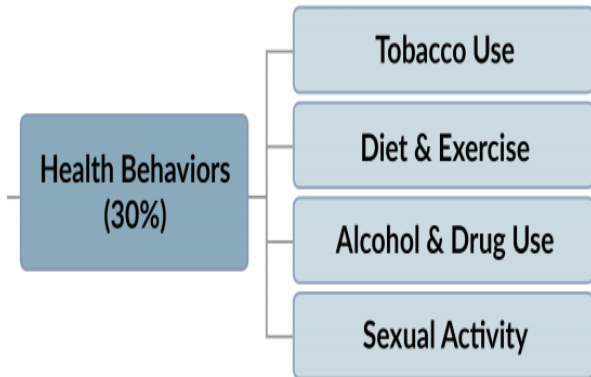 Health Behaviors
(30%)
Tobacco Use
Diet & Exercise
Alcohol & Drug Use
Sexual Activity